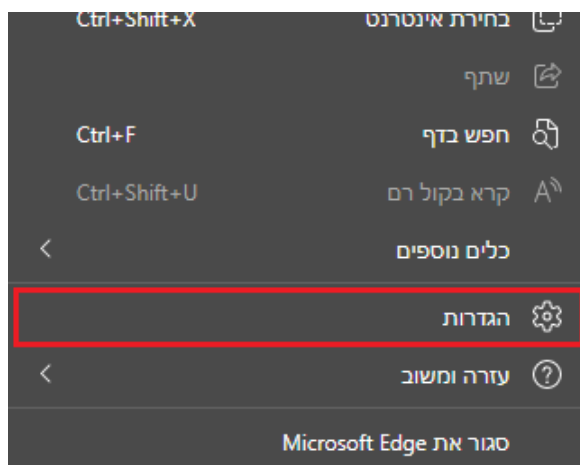 בחירת אינטרנט Ctrl+Shift+X
שתף
חפש בדף Ctrl+F
קרא בקול רם Ctrl+Shift+U
כלים נוספים
הגדרות
עזרה ומשוב
סגור את Microsoft Edge